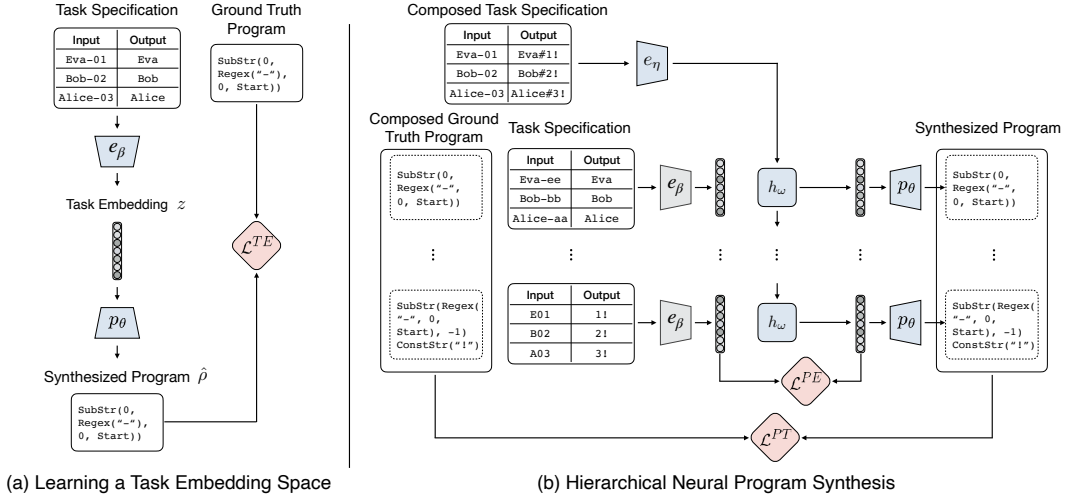 Task Specification
Input Output
Eva-01 Eva
Bob-02 Bob
Alice-03 Alice
e_β
Task Embedding z
p_θ
Synthesized Program ρ̂
SubStr(0,
Regex("-"),
0, Start))
Ground Truth
Program
SubStr(0,
Regex("-"),
0, Start))
ℒ^{TE}
(a) Learning a Task Embedding Space
Composed Task Specification
Input Output
Eva-01 Eva#1!
Bob-02 Bob#2!
Alice-03 Alice#3!
e_η
Composed Ground
Truth Program
SubStr(0,
Regex("-",
0, Start))
⋮
SubStr(Regex(
"-", 0,
Start), -1)
ConstStr("!")
Task Specification
Input Output
Eva-ee Eva
Bob-bb Bob
Alice-aa Alice
⋮
Input Output
E01 1!
B02 2!
A03 3!
e_β
⋮
e_β
h_ω
⋮
h_ω
p_θ
⋮
p_θ
Synthesized Program
SubStr(0,
Regex("-",
0, Start))
⋮
SubStr(Regex(
"-", 0,
Start), -1)
ConstStr("!")
ℒ^{PE}
ℒ^{PT}
(b) Hierarchical Neural Program Synthesis